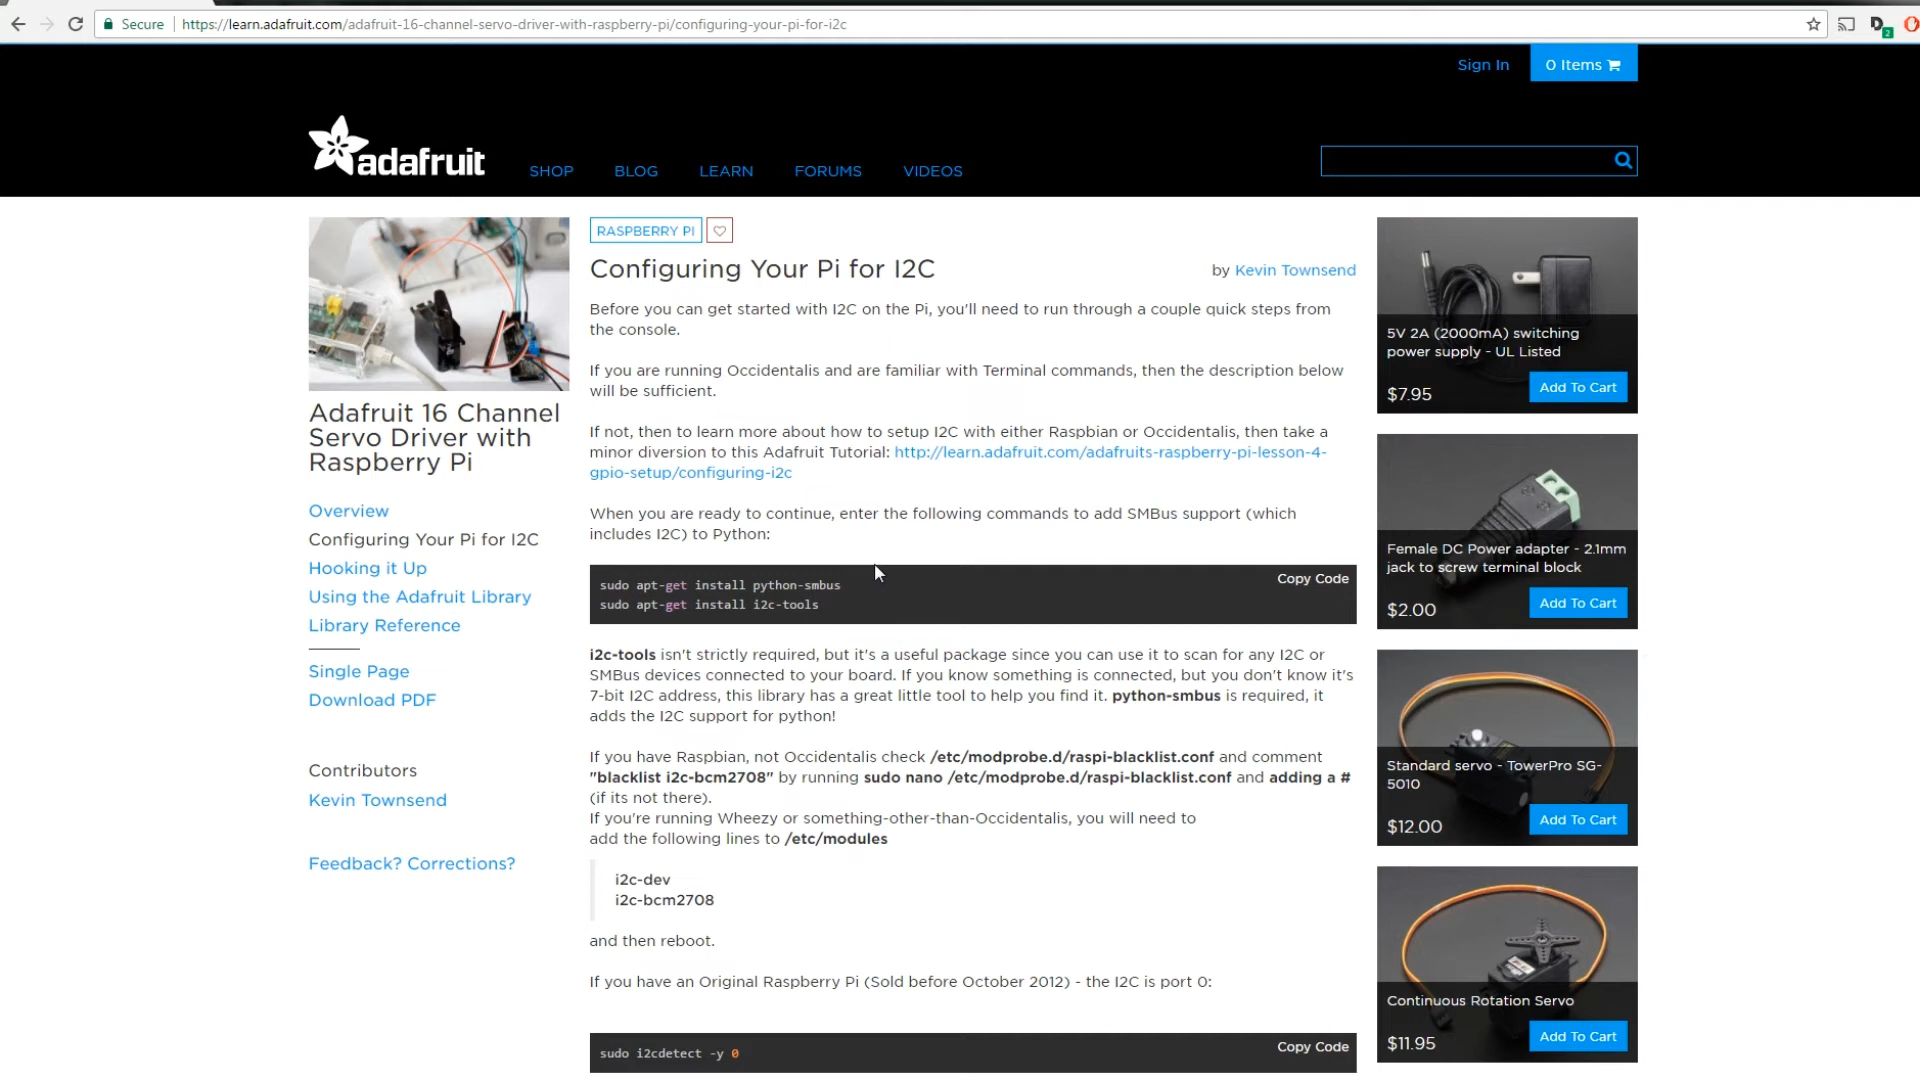 Secure https://learn.adafruit.com/adafruit-16-channel-servo-driver-with-raspberry-pi/configuring-your-pi-for-i2c
2
Sign In
0 Items
adafruit
SHOP BLOG LEARN FORUMS VIDEOS
Adafruit 16 Channel
Servo Driver with
Raspberry Pi
Overview
Configuring Your Pi for I2C
Hooking it Up
Using the Adafruit Library
Library Reference
Single Page
Download PDF
Contributors
Kevin Townsend
Feedback? Corrections?
RASPBERRY PI
Configuring Your Pi for I2C
by Kevin Townsend
Before you can get started with I2C on the Pi, you'll need to run through a couple quick steps from
the console.
If you are running Occidentalis and are familiar with Terminal commands, then the description below
will be sufficient.
If not, then to learn more about how to setup I2C with either Raspbian or Occidentalis, then take a
minor diversion to this Adafruit Tutorial: http://learn.adafruit.com/adafruits-raspberry-pi-lesson-4-
gpio-setup/configuring-i2c
When you are ready to continue, enter the following commands to add SMBus support (which
includes I2C) to Python:
Copy Code
sudo apt-get install python-smbus
sudo apt-get install i2c-tools
i2c-tools isn't strictly required, but it's a useful package since you can use it to scan for any I2C or
SMBus devices connected to your board. If you know something is connected, but you don't know it's
7-bit I2C address, this library has a great little tool to help you find it. python-smbus is required, it
adds the I2C support for python!
If you have Raspbian, not Occidentalis check /etc/modprobe.d/raspi-blacklist.conf and comment
"blacklist i2c-bcm2708" by running sudo nano /etc/modprobe.d/raspi-blacklist.conf and adding a #
(if its not there).
If you're running Wheezy or something-other-than-Occidentalis, you will need to
add the following lines to /etc/modules
i2c-dev
i2c-bcm2708
and then reboot.
If you have an Original Raspberry Pi (Sold before October 2012) - the I2C is port 0:
Copy Code
sudo i2cdetect -y 0
5V 2A (2000mA) switching
power supply - UL Listed
$7.95
Add To Cart
Female DC Power adapter - 2.1mm
jack to screw terminal block
$2.00
Add To Cart
Standard servo - TowerPro SG-
5010
$12.00
Add To Cart
Continuous Rotation Servo
$11.95
Add To Cart